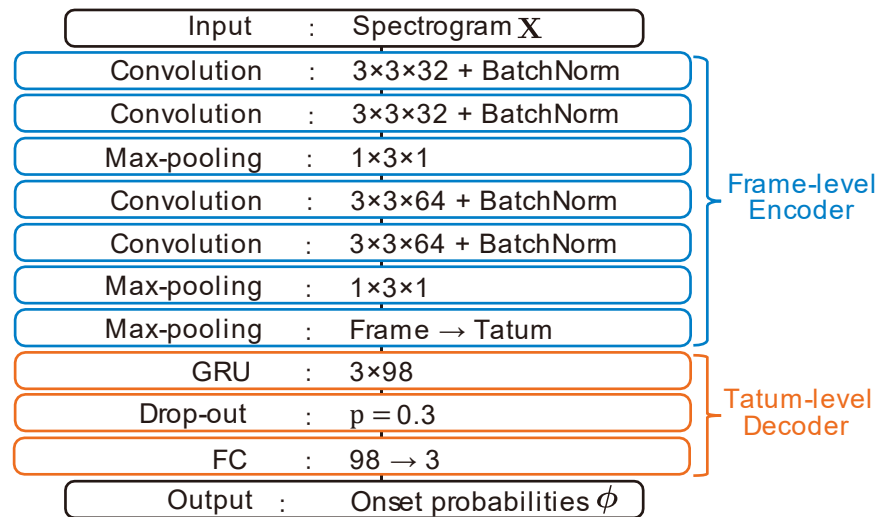 Input : Spectrogram X
Convolution : 3×3×32 + BatchNorm
Convolution : 3×3×32 + BatchNorm
Max-pooling : 1×3×1
Convolution : 3×3×64 + BatchNorm
Convolution : 3×3×64 + BatchNorm
Max-pooling : 1×3×1
Max-pooling : Frame → Tatum
Frame-level
Encoder
GRU : 3×98
Drop-out : p = 0.3
FC : 98 → 3
Tatum-level
Decoder
Output : Onset probabilities ϕ